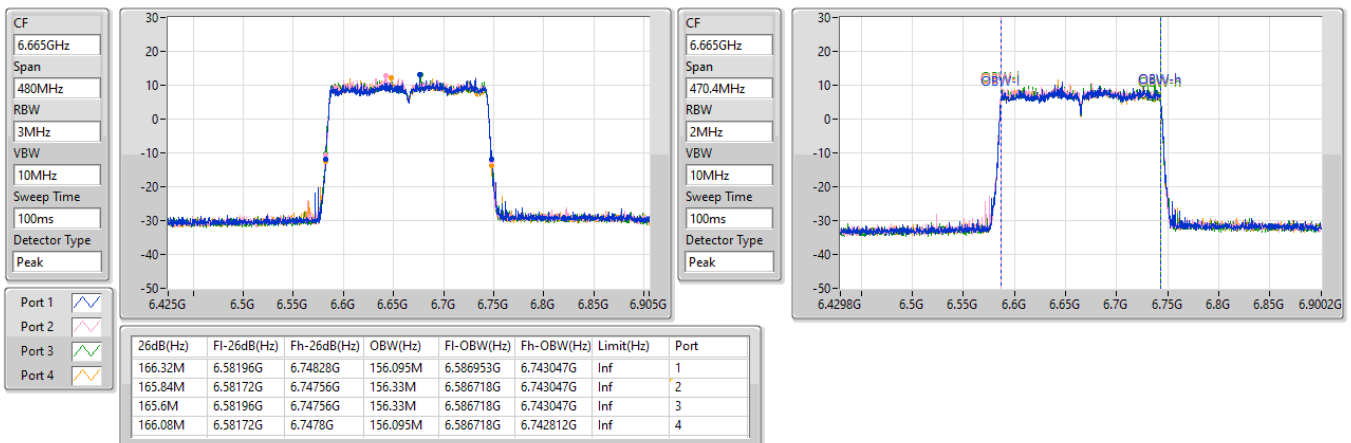 CF
6.665GHz
Span
480MHz
RBW
3MHz
VBW
10MHz
Sweep Time
100ms
Detector Type
Peak
30
20
10
0
-10
-20
-30
-40
-50
6.425G 6.5G 6.55G 6.6G 6.65G 6.7G 6.75G 6.8G 6.85G 6.905G
CF
6.665GHz
Span
470.4MHz
RBW
2MHz
VBW
10MHz
Sweep Time
100ms
Detector Type
Peak
30
20
10
0
-10
-20
-30
-40
-50
OBW-l OBW-h
6.4298G 6.5G 6.55G 6.6G 6.65G 6.7G 6.75G 6.8G 6.85G 6.9002G
Port 1
Port 2
Port 3
Port 4
26dB(Hz) Fl-26dB(Hz) Fh-26dB(Hz) OBW(Hz) Fl-OBW(Hz) Fh-OBW(Hz) Limit(Hz) Port
166.32M 6.58196G 6.74828G 156.095M 6.586953G 6.743047G Inf 1
165.84M 6.58172G 6.74756G 156.33M 6.586718G 6.743047G Inf 2
165.6M 6.58196G 6.74756G 156.33M 6.586718G 6.743047G Inf 3
166.08M 6.58172G 6.7478G 156.095M 6.586718G 6.742812G Inf 4